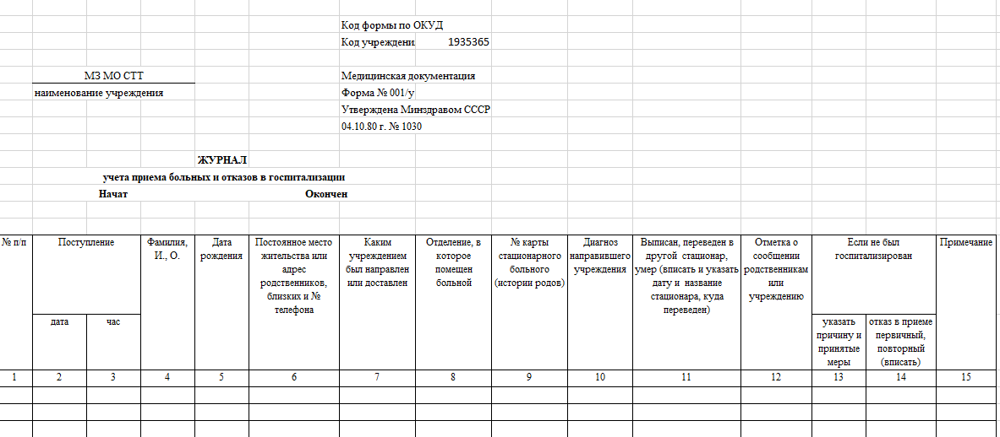 Код формы по ОКУД
Код учреждени 1935365
МЗ МО СТТ
Медицинская документация
наименование учреждения
Форма № 001/у
Утверждена Минздравом СССР
04.10.80 г. № 1030
ЖУРНАЛ
учета приема больных и отказов в госпитализации
Начат Окончен
№ п/п
Поступление
дата
час
Фамилия,
И., О.
Дата
рождения
Постоянное место
жительства или
адрес
родственников,
близких и №
телефона
Каким
учреждением
был направлен
или доставлен
Отделение, в
которое
помещен
больной
№ карты
стационарного
больного
(истории родов)
Диагноз
направившего
учреждения
Выписан, переведен в
другой стационар,
умер (вписать и указать
дату и название
стационара, куда
переведен)
Отметка о
сообщении
родственникам
или
учреждению
Если не был
госпитализирован
указать
причину и
принятые
меры
отказ в приеме
первичный,
повторный
(вписать)
Примечание
1 2 3 4 5 6 7 8 9 10 11 12 13 14 15